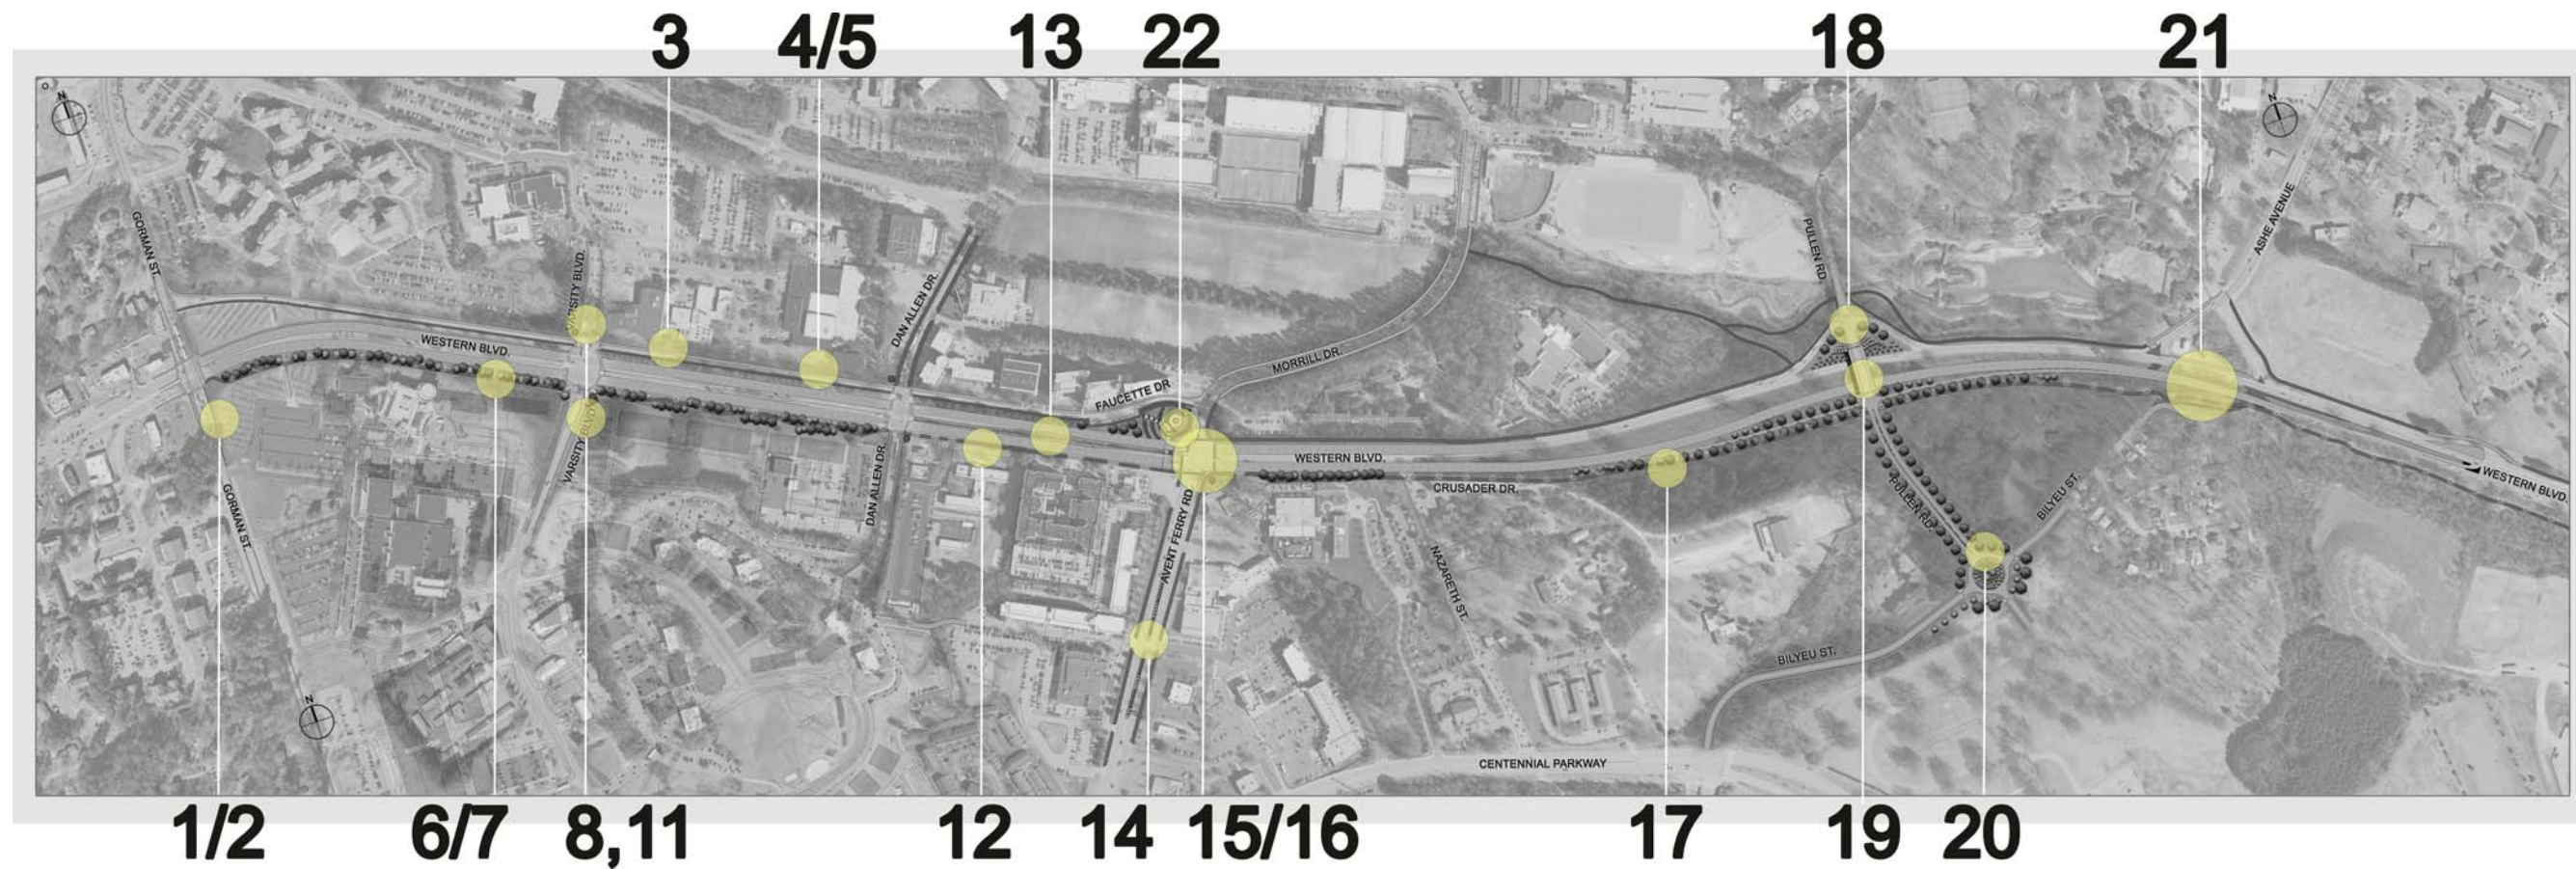 3
4/5
13
22
18
21
N
N
GORMAN ST.
VARSITY BLVD.
WESTERN BLVD.
DAN ALLEN DR.
FAUCETTE DR
MORRILL DR.
PULLEN RD.
ASHE AVENUE
GORMAN ST.
VARSITY BLVD.
DAN ALLEN DR.
AVENT FERRY RD.
WESTERN BLVD.
CRUSADER DR.
NAZARETH ST.
PULLEN RD.
BILYEU ST.
WESTERN BLVD.
BILYEU ST.
N
CENTENNIAL PARKWAY
1/2
6/7
8,11
12
14
15/16
17
19
20